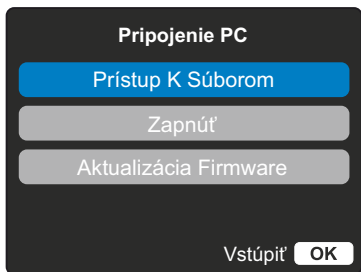 Pripojenie PC
Prístup K Súborom
Zapnúť
Aktualizácia Firmware
Vstúpiť OK